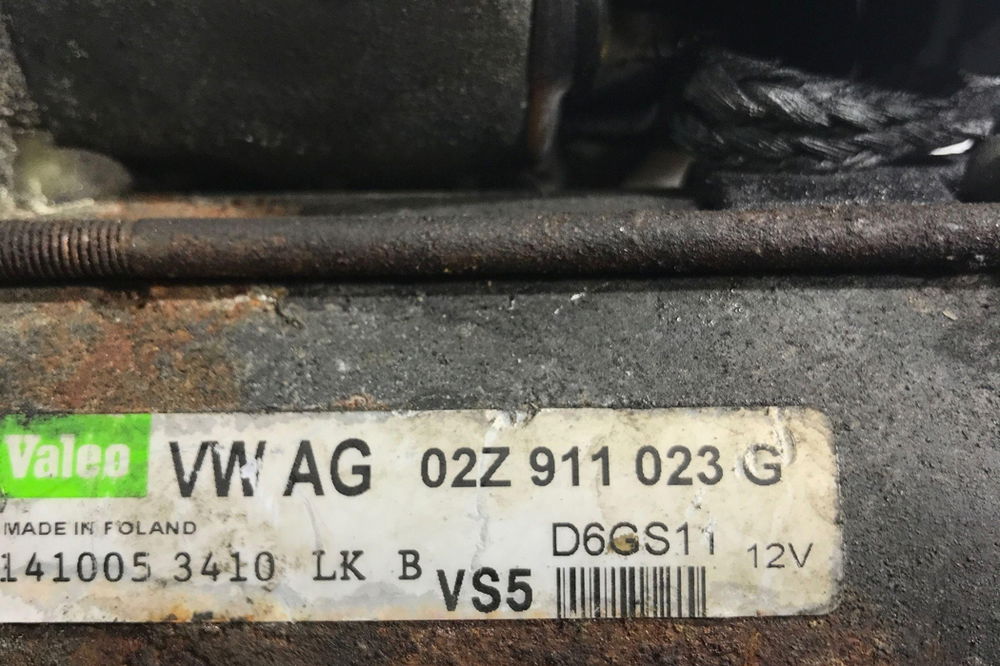 Valeo VW AG 02Z 911 023 G
MADE IN POLAND
D6GS11 12V
141005 3410 LK B VS5